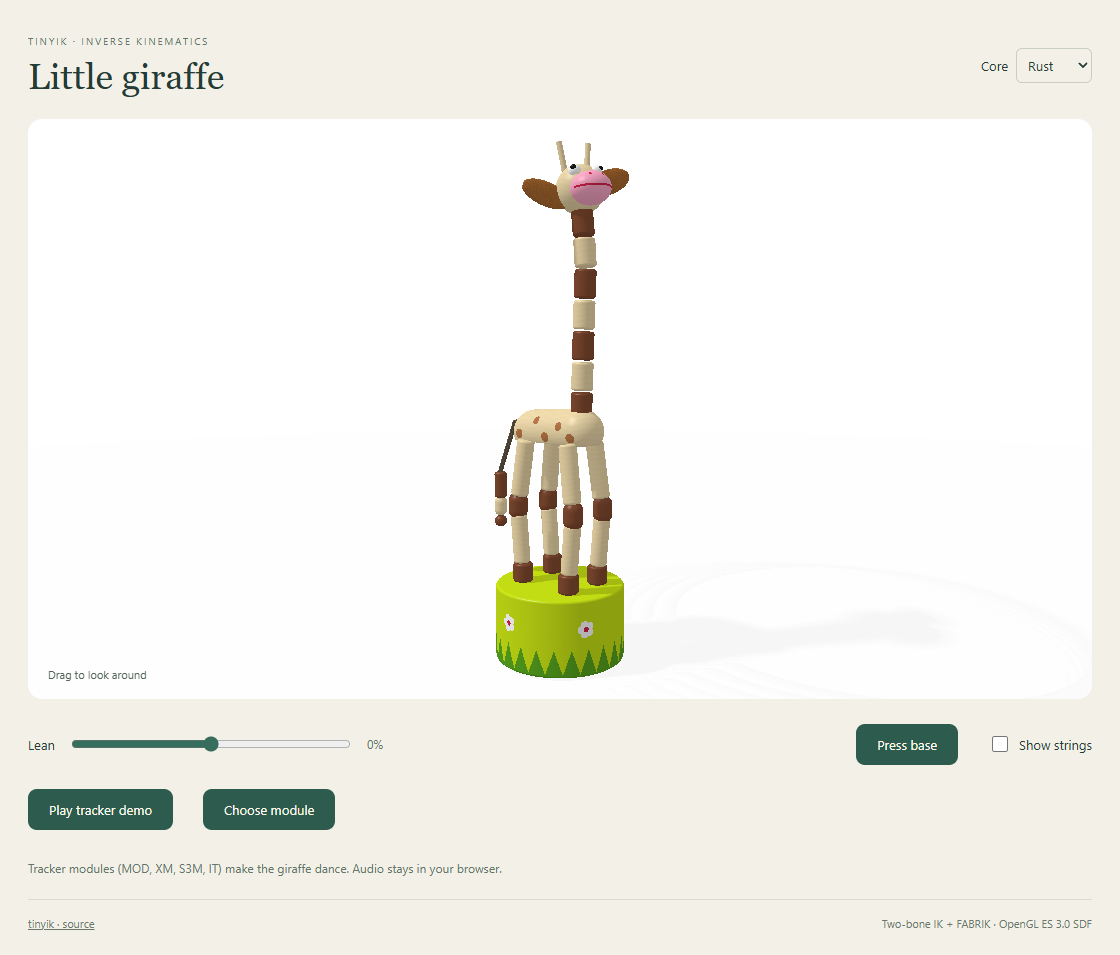 TINYIK · INVERSE KINEMATICS
Little giraffe
Core
Rust
Drag to look around
Lean
0%
Press base
Show strings
Play tracker demo
Choose module
Tracker modules (MOD, XM, S3M, IT) make the giraffe dance. Audio stays in your browser.
tinyik · source
Two-bone IK + FABRIK · OpenGL ES 3.0 SDF